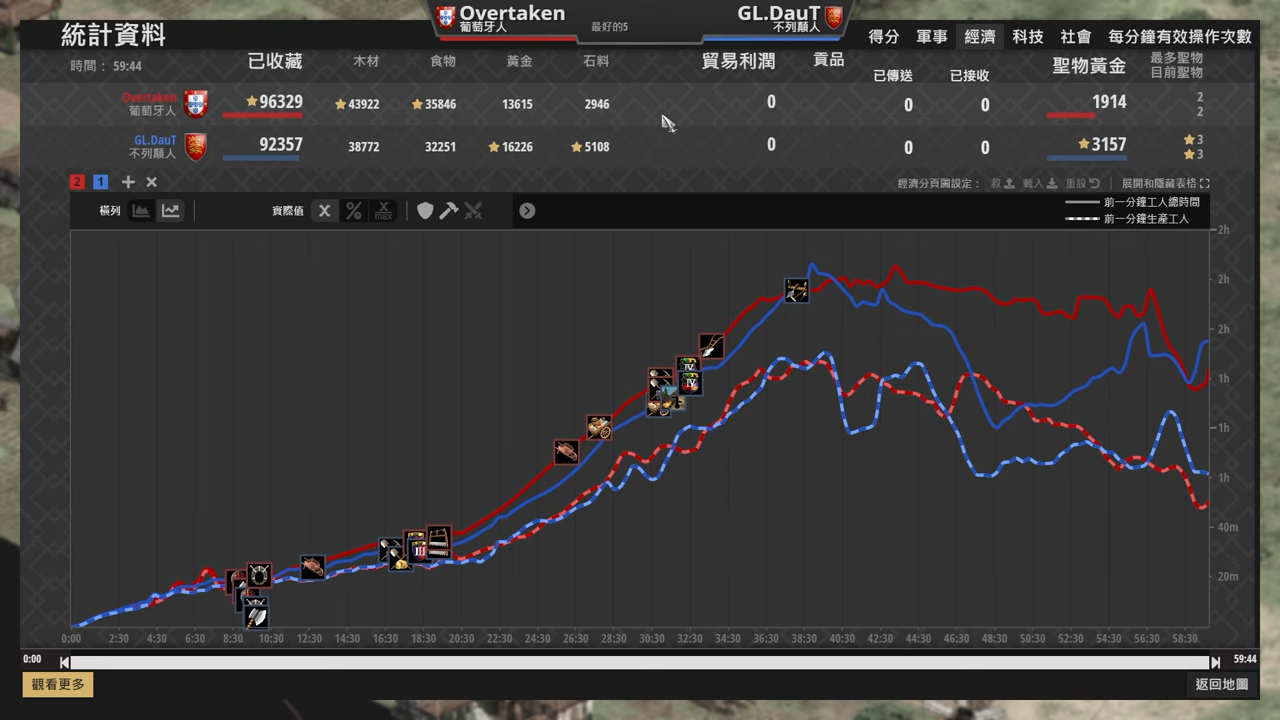 Overtaken
葡萄牙人
最好的5
GL.DauT
不列顛人
統計資料
得分 軍事 經濟 科技 社會 每分鐘有效操作次數
時間： 59:44
已收藏 木材 食物 黃金 石料 貿易利潤 貢品 已傳送 已接收 聖物黃金 最多聖物 目前聖物
Overtaken
葡萄牙人
96329 43922 35846 13615 2946 0 0 0 1914 2 2
GL.DauT
不列顛人
92357 38772 32251 16226 5108 0 0 0 3157 3 3
2 1
經濟分頁圖設定： 載入 重設 展開和隱藏表格
橫列 實際值 X % X max
前一分鐘工人總時間
前一分鐘生產工人
2h
2h
2h
1h
1h
1h
40m
20m
IV
IV
III
0:00 2:30 4:30 6:30 8:30 10:30 12:30 14:30 16:30 18:30 20:30 22:30 24:30 26:30 28:30 30:30 32:30 34:30 36:30 38:30 40:30 42:30 44:30 46:30 48:30 50:30 52:30 54:30 56:30 58:30
0:00 59:44
觀看更多 返回地圖